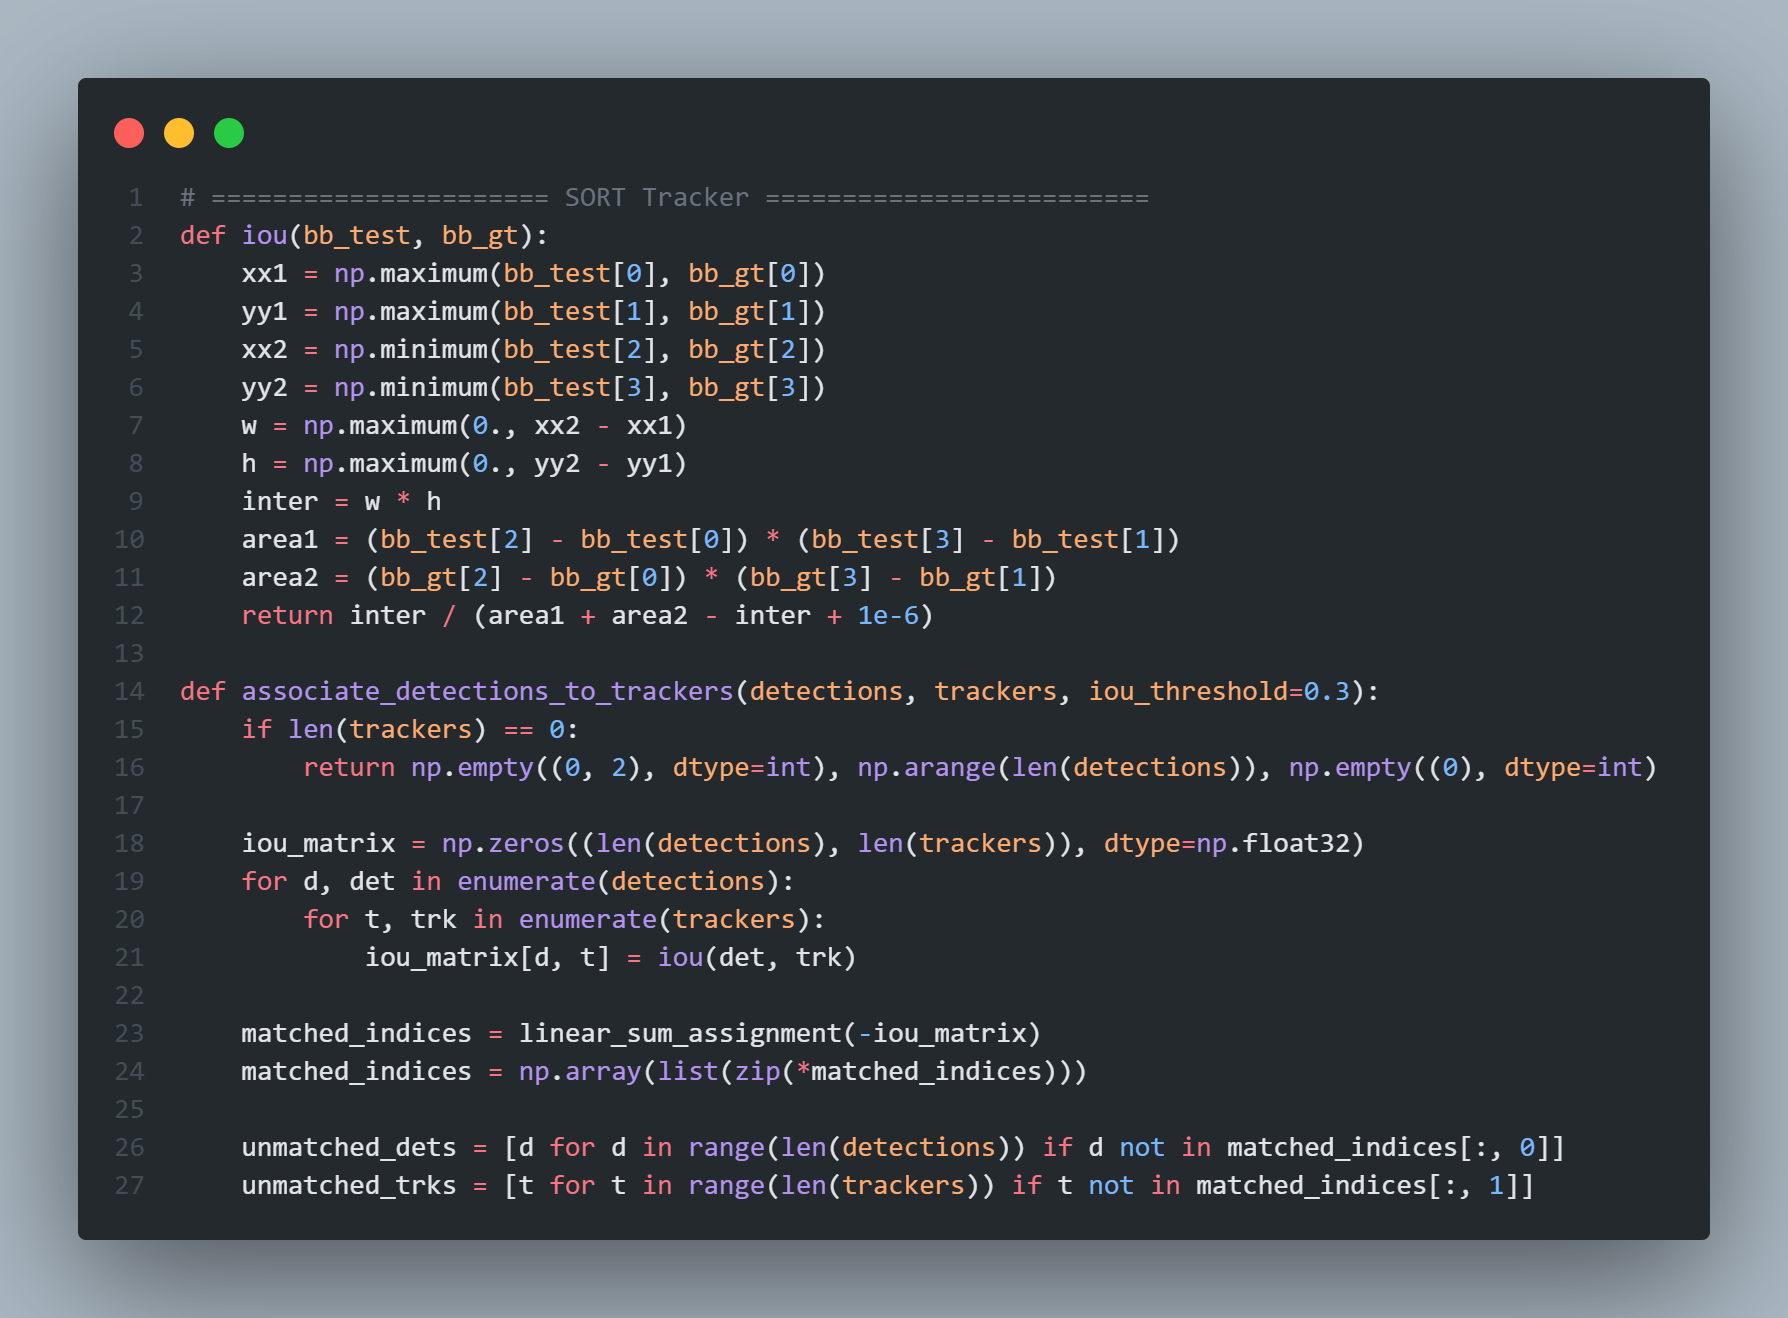 1 # ====================== SORT Tracker =========================
2 def iou(bb_test, bb_gt):
3     xx1 = np.maximum(bb_test[0], bb_gt[0])
4     yy1 = np.maximum(bb_test[1], bb_gt[1])
5     xx2 = np.minimum(bb_test[2], bb_gt[2])
6     yy2 = np.minimum(bb_test[3], bb_gt[3])
7     w = np.maximum(0., xx2 - xx1)
8     h = np.maximum(0., yy2 - yy1)
9     inter = w * h
10     area1 = (bb_test[2] - bb_test[0]) * (bb_test[3] - bb_test[1])
11     area2 = (bb_gt[2] - bb_gt[0]) * (bb_gt[3] - bb_gt[1])
12     return inter / (area1 + area2 - inter + 1e-6)
13
14 def associate_detections_to_trackers(detections, trackers, iou_threshold=0.3):
15     if len(trackers) == 0:
16         return np.empty((0, 2), dtype=int), np.arange(len(detections)), np.empty((0), dtype=int)
17
18     iou_matrix = np.zeros((len(detections), len(trackers)), dtype=np.float32)
19     for d, det in enumerate(detections):
20         for t, trk in enumerate(trackers):
21             iou_matrix[d, t] = iou(det, trk)
22
23     matched_indices = linear_sum_assignment(-iou_matrix)
24     matched_indices = np.array(list(zip(*matched_indices)))
25
26     unmatched_dets = [d for d in range(len(detections)) if d not in matched_indices[:, 0]]
27     unmatched_trks = [t for t in range(len(trackers)) if t not in matched_indices[:, 1]]